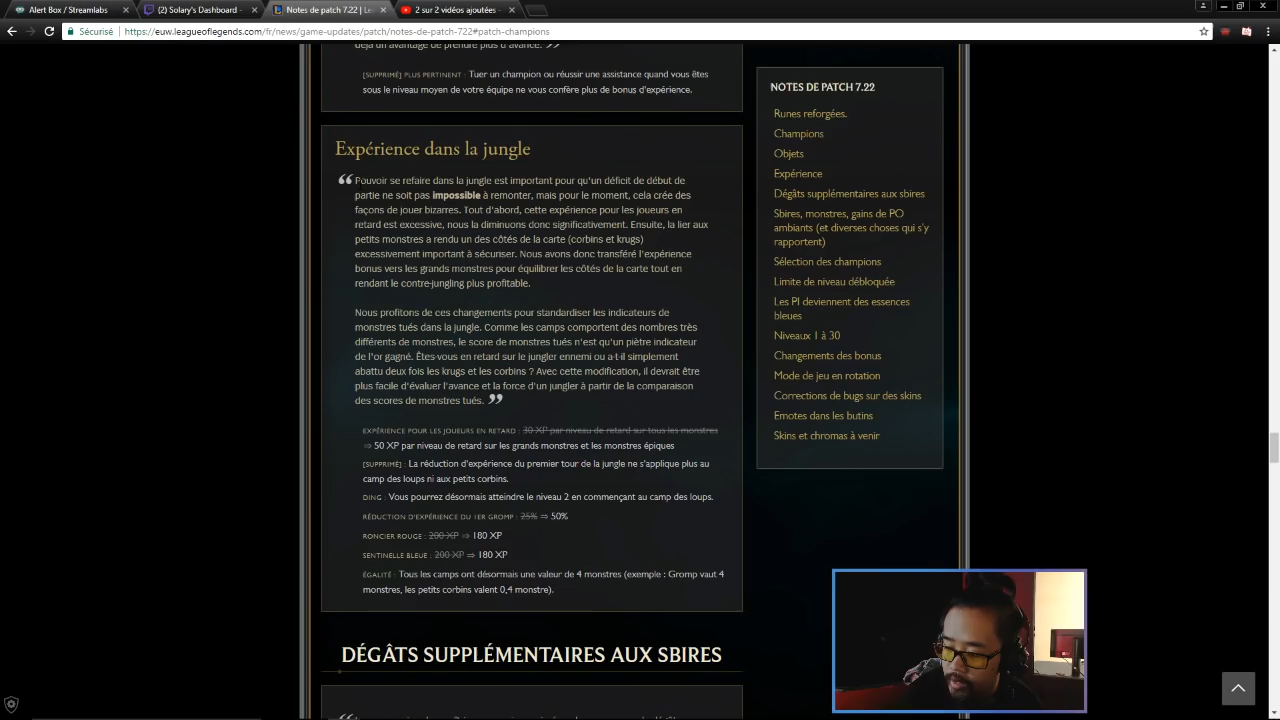 Alert Box / Streamlabs
(2) Solary's Dashboard -
Notes de patch 7.22 | Le
2 sur 2 vidéos ajoutées -
Sécurisé
https://euw.leagueoflegends.com/fr/news/game-updates/patch/notes-de-patch-722#patch-champions
déjà un avantage de prendre plus d'avance.
[SUPPRIMÉ] PLUS PERTINENT : Tuer un champion ou réussir une assistance quand vous êtes
sous le niveau moyen de votre équipe ne vous confère plus de bonus d'expérience.
Expérience dans la jungle
“ Pouvoir se refaire dans la jungle est important pour qu'un déficit de début de
partie ne soit pas impossible à remonter, mais pour le moment, cela crée des
façons de jouer bizarres. Tout d'abord, cette expérience pour les joueurs en
retard est excessive, nous la diminuons donc significativement. Ensuite, la lier aux
petits monstres a rendu un des côtés de la carte (corbins et krugs)
excessivement important à sécuriser. Nous avons donc transféré l'expérience
bonus vers les grands monstres pour équilibrer les côtés de la carte tout en
rendant le contre-jungling plus profitable.
Nous profitons de ces changements pour standardiser les indicateurs de
monstres tués dans la jungle. Comme les camps comportent des nombres très
différents de monstres, le score de monstres tués n'est qu'un piètre indicateur
de l'or gagné. Êtes-vous en retard sur le jungler ennemi ou a-t-il simplement
abattu deux fois les krugs et les corbins ? Avec cette modification, il devrait être
plus facile d'évaluer l'avance et la force d'un jungler à partir de la comparaison
des scores de monstres tués. ”
EXPÉRIENCE POUR LES JOUEURS EN RETARD : 30 XP par niveau de retard sur tous les monstres
⇒ 50 XP par niveau de retard sur les grands monstres et les monstres épiques
[SUPPRIMÉ] : La réduction d'expérience du premier tour de la jungle ne s'applique plus au
camp des loups ni aux petits corbins.
DING : Vous pourrez désormais atteindre le niveau 2 en commençant au camp des loups.
RÉDUCTION D'EXPÉRIENCE DU 1ER GROMP : 25% ⇒ 50%
RONCIER ROUGE : 200 XP ⇒ 180 XP
SENTINELLE BLEUE : 200 XP ⇒ 180 XP
ÉGALITÉ : Tous les camps ont désormais une valeur de 4 monstres (exemple : Gromp vaut 4
monstres, les petits corbins valent 0,4 monstre).
DÉGÂTS SUPPLÉMENTAIRES AUX SBIRES
NOTES DE PATCH 7.22
Runes reforgées.
Champions
Objets
Expérience
Dégâts supplémentaires aux sbires
Sbires, monstres, gains de PO
ambiants (et diverses choses qui s'y
rapportent)
Sélection des champions
Limite de niveau débloquée
Les PI deviennent des essences
bleues
Niveaux 1 à 30
Changements des bonus
Mode de jeu en rotation
Corrections de bugs sur des skins
Emotes dans les butins
Skins et chromas à venir